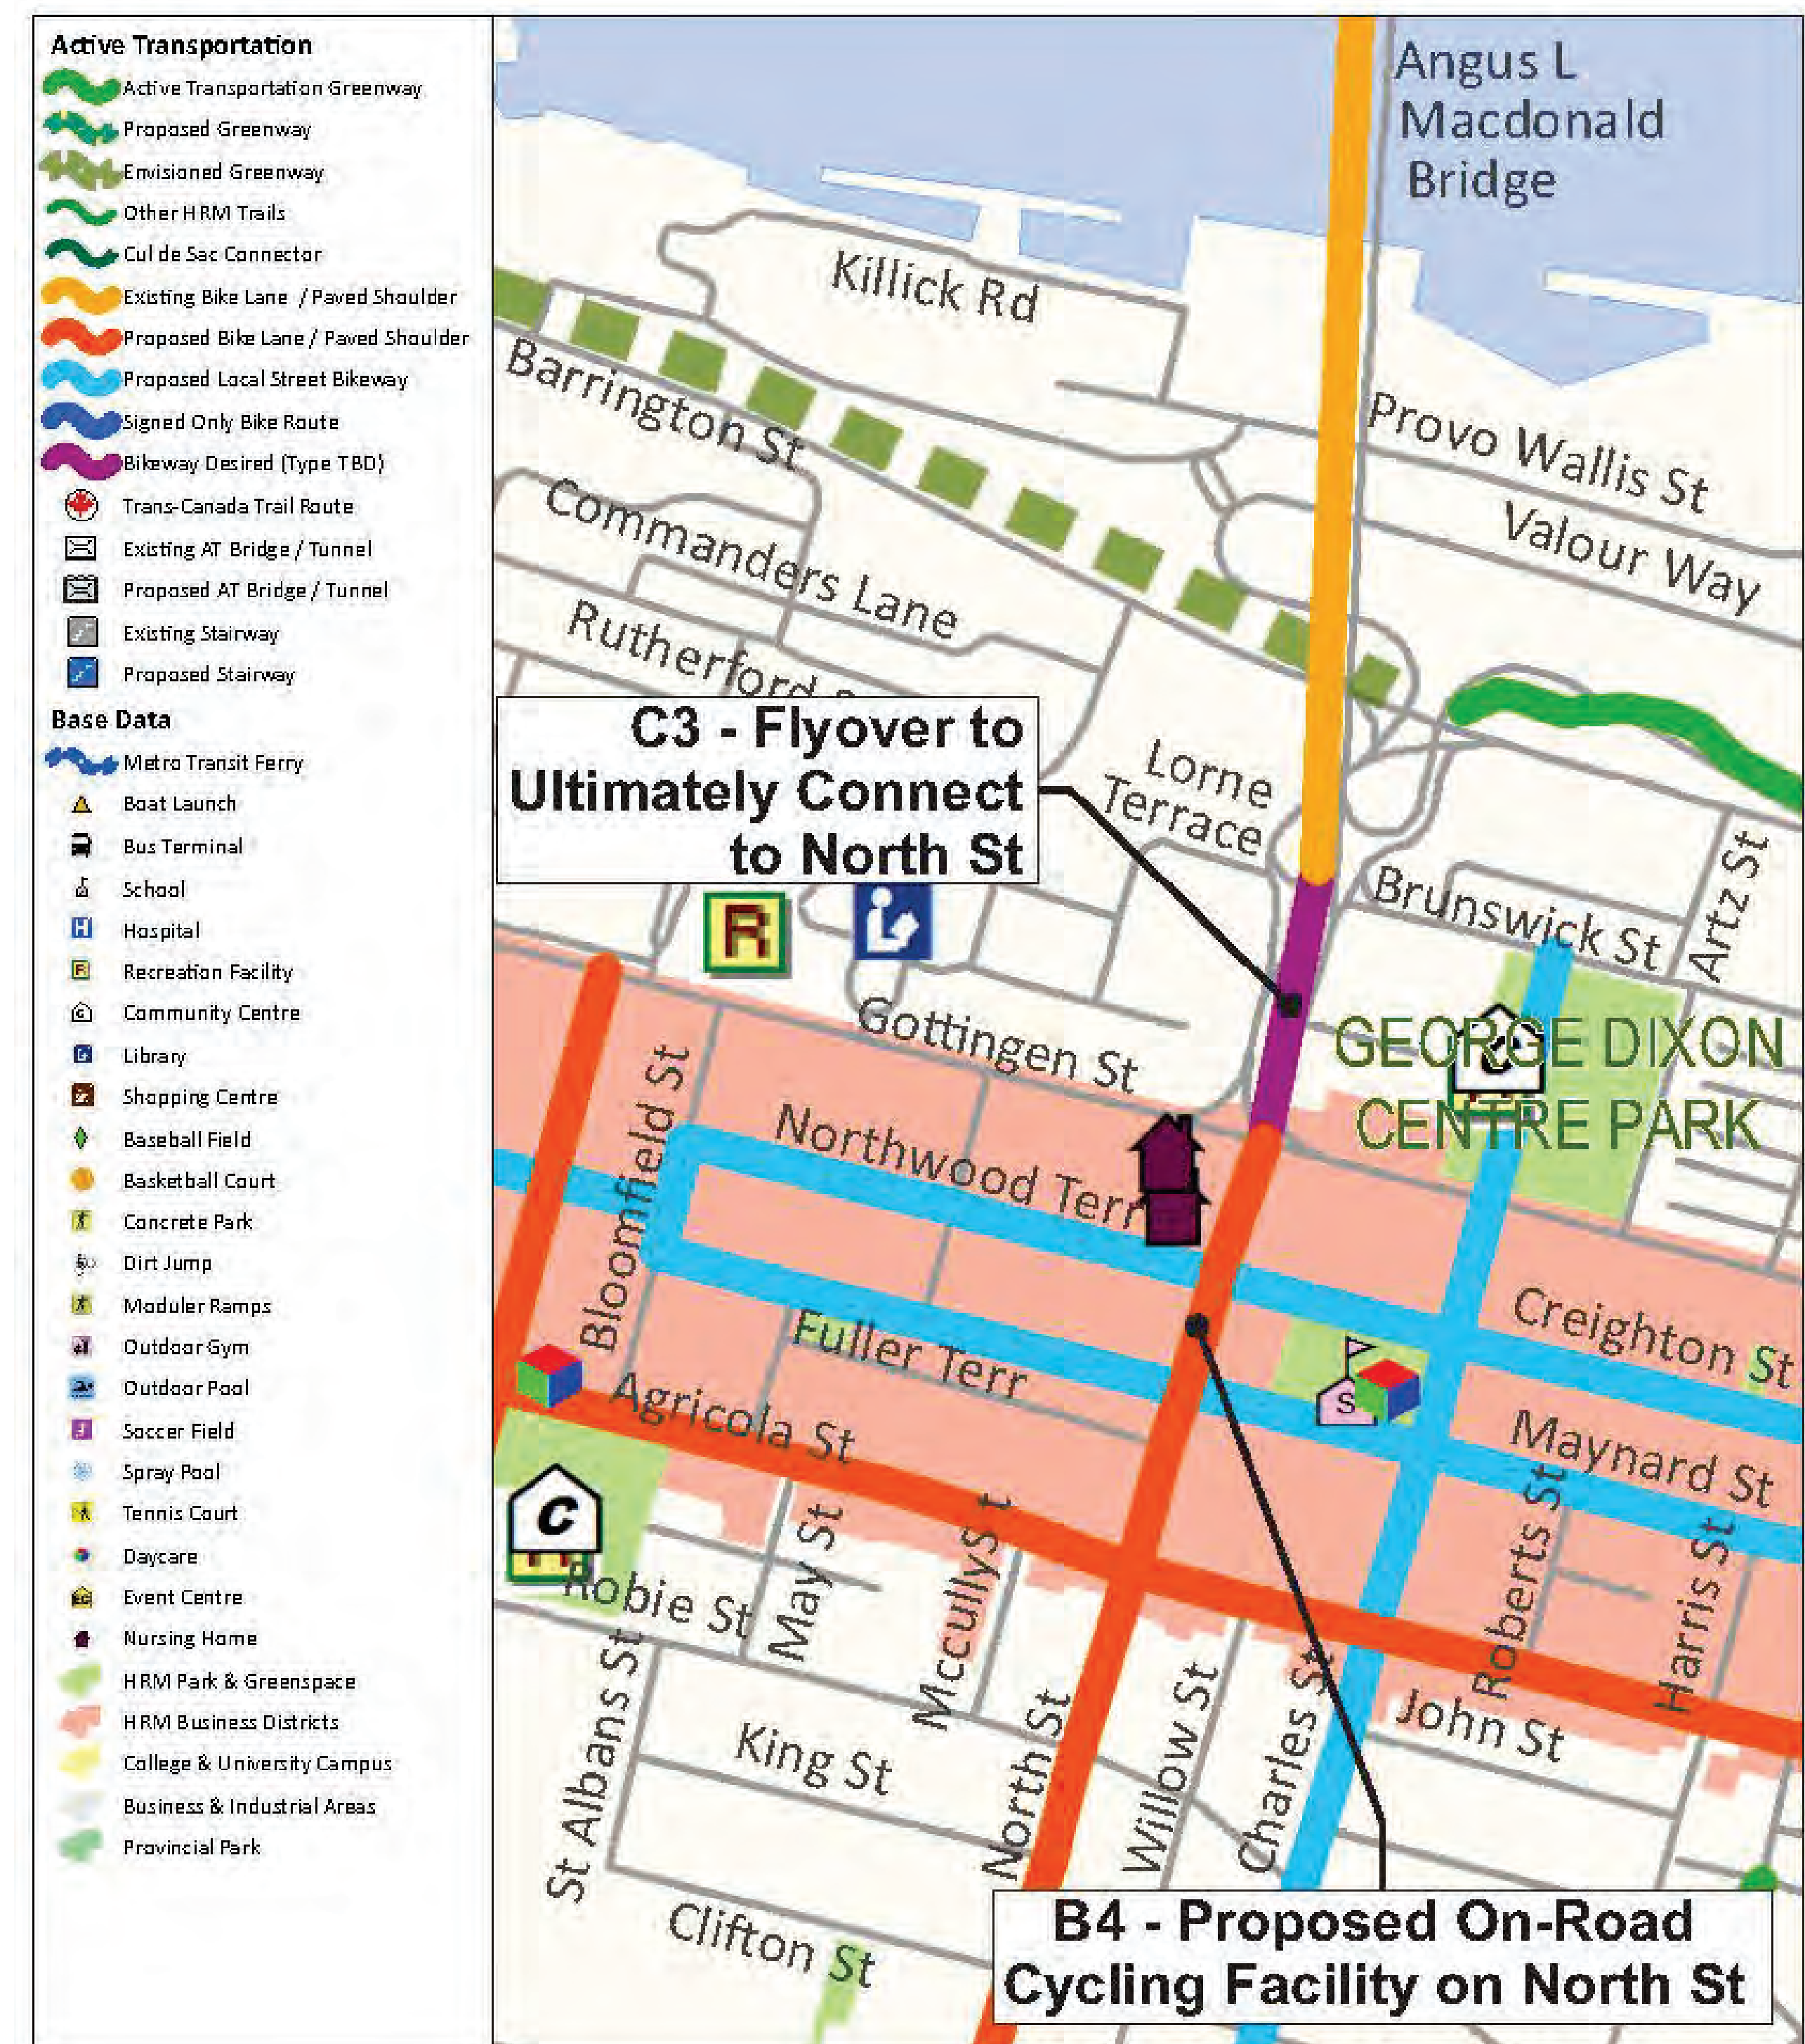 Active Transportation
Active Transportation Greenway
Proposed Greenway
Envisioned Greenway
Other HRM Trails
Cul de Sac Connector
Existing Bike Lane / Paved Shoulder
Proposed Bike Lane / Paved Shoulder
Proposed Local Street Bikeway
Signed Only Bike Route
Bikeway Desired (Type TBD)
Trans-Canada Trail Route
Existing AT Bridge / Tunnel
Proposed AT Bridge / Tunnel
Existing Stairway
Proposed Stairway
Base Data
Metro Transit Ferry
Boat Launch
Bus Terminal
School
H Hospital
R Recreation Facility
C Community Centre
Library
Shopping Centre
Baseball Field
Basketball Court
Concrete Park
Dirt Jump
Moduler Ramps
Outdoor Gym
Outdoor Pool
Soccer Field
Spray Pool
Tennis Court
Daycare
EC Event Centre
Nursing Home
HRM Park & Greenspace
HRM Business Districts
College & University Campus
Business & Industrial Areas
Provincial Park
Angus L
Macdonald
Bridge
Killick Rd
Barrington St
Provo Wallis St
Valour Way
Commanders Lane
Rutherford
C3 - Flyover to
Ultimately Connect
to North St
Lorne
Terrace
Brunswick St
Artz St
R
Gottingen St
GEORGE DIXON
CENTRE PARK
C
Bloomfield St
Northwood Terr
Fuller Terr
Creighton St
S
Agricola St
Maynard St
C
Robie St
May St
Mccully St
Roberts St
Harris St
St Albans St
King St
North St
Willow St
Charles St
John St
Clifton St
B4 - Proposed On-Road
Cycling Facility on North St